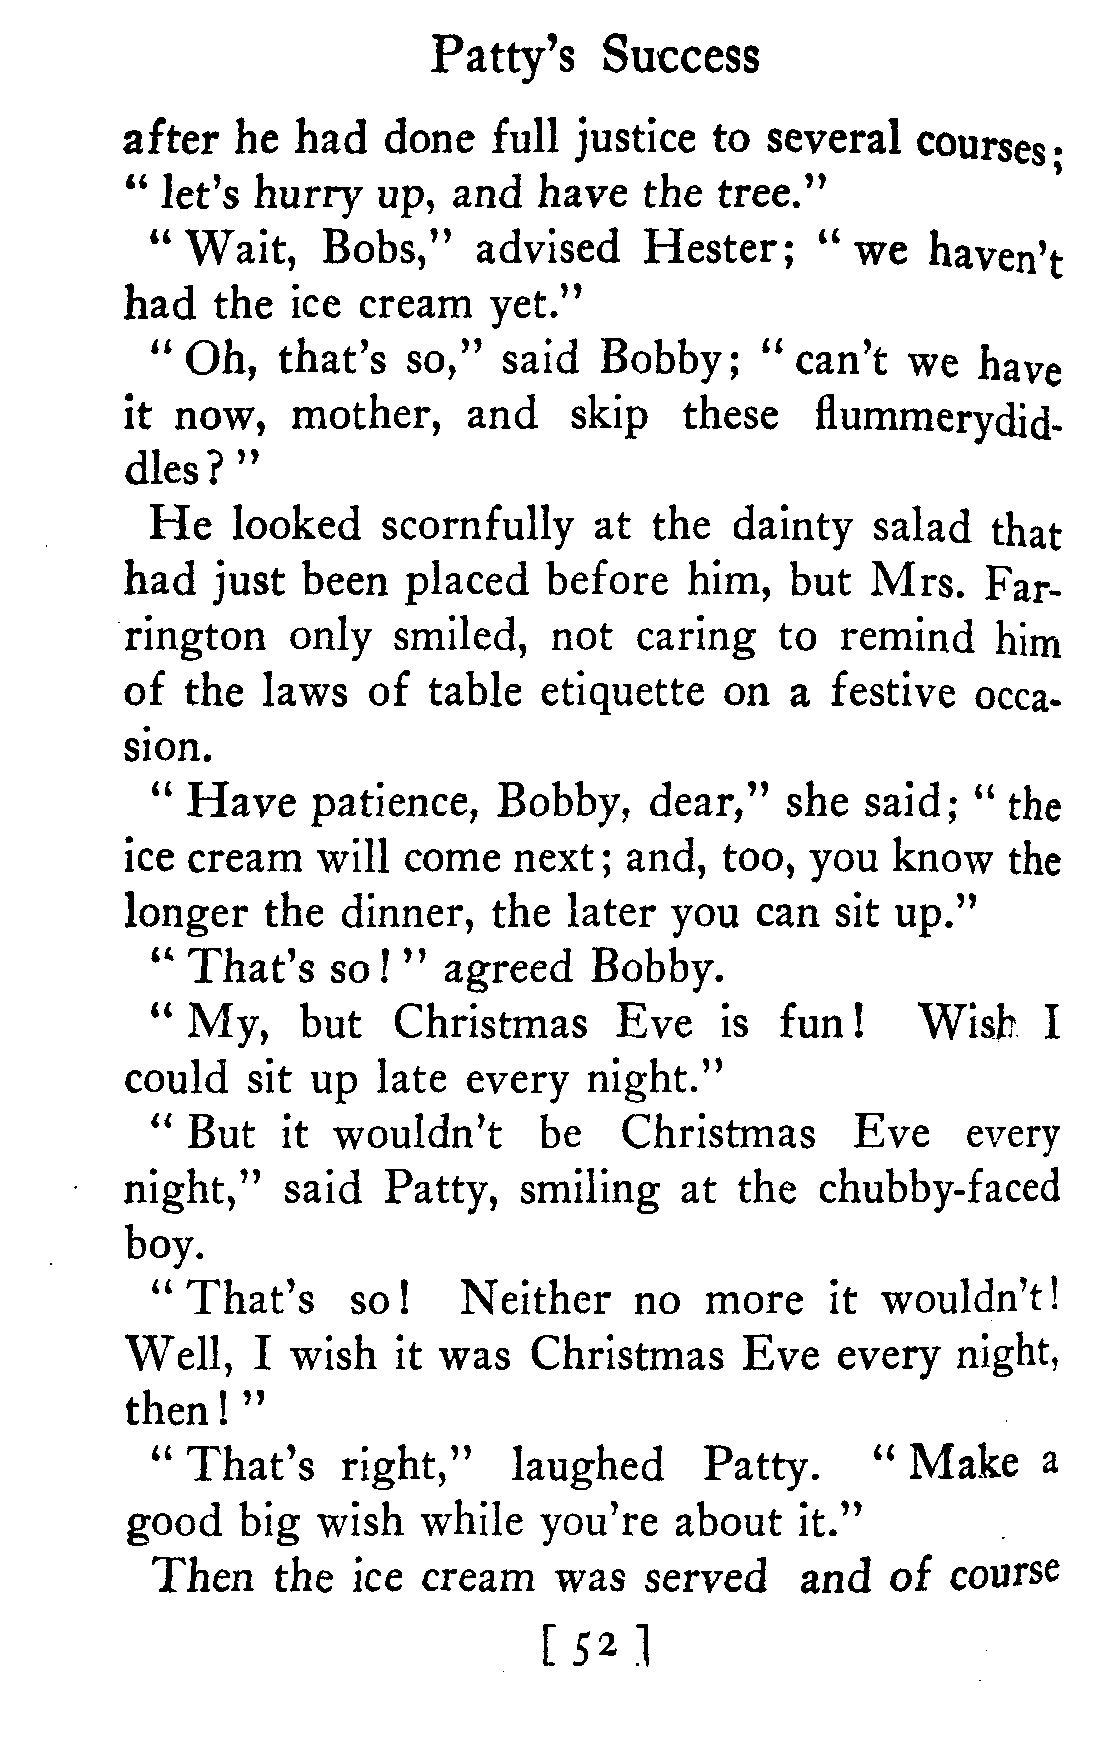 Patty's Success
after he had done full justice to several courses;
" let's hurry up, and have the tree."
" Wait, Bobs," advised Hester; " we haven't
had the ice cream yet."
" Oh, that's so," said Bobby; " can't we have
it now, mother, and skip these flummerydid-
dles? "
He looked scornfully at the dainty salad that
had just been placed before him, but Mrs. Far-
rington only smiled, not caring to remind him
of the laws of table etiquette on a festive occa-
sion.
" Have patience, Bobby, dear," she said; " the
ice cream will come next; and, too, you know the
longer the dinner, the later you can sit up."
" That's so! " agreed Bobby.
" My, but Christmas Eve is fun! Wish I
could sit up late every night."
" But it wouldn't be Christmas Eve every
night," said Patty, smiling at the chubby-faced
boy.
" That's so! Neither no more it wouldn't!
Well, I wish it was Christmas Eve every night,
then! "
" That's right," laughed Patty. " Make a
good big wish while you're about it."
Then the ice cream was served and of course
[ 52 ]